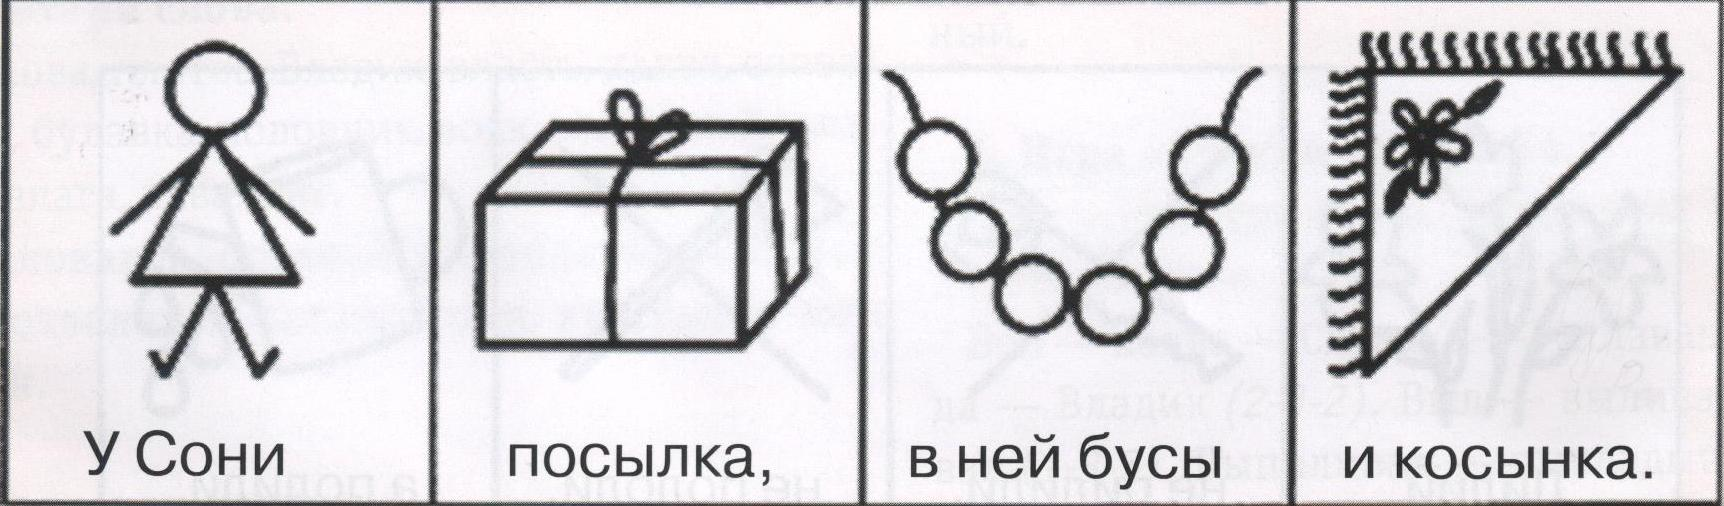 У Сони посылка, в ней бусы и косынка.